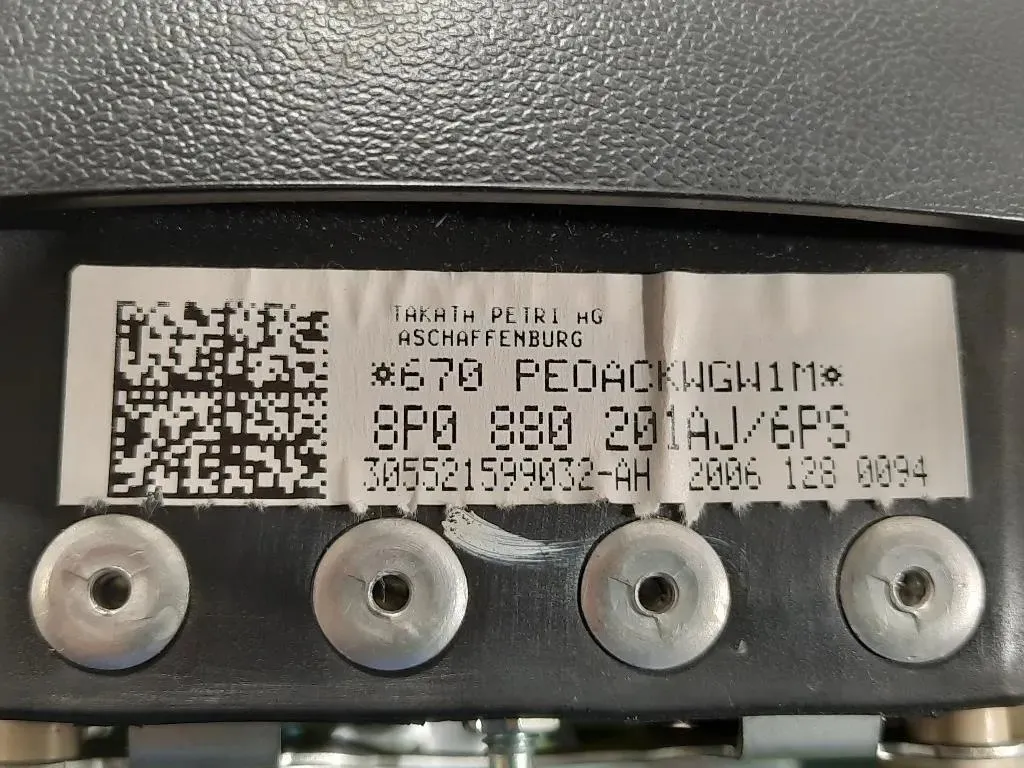 TAKATA PETRI AG
ASCHAFFENBURG
*670 PEOACKWGW1M*
8P0 880 201AJ/6PS
305521599032-AH 2006 128 0094